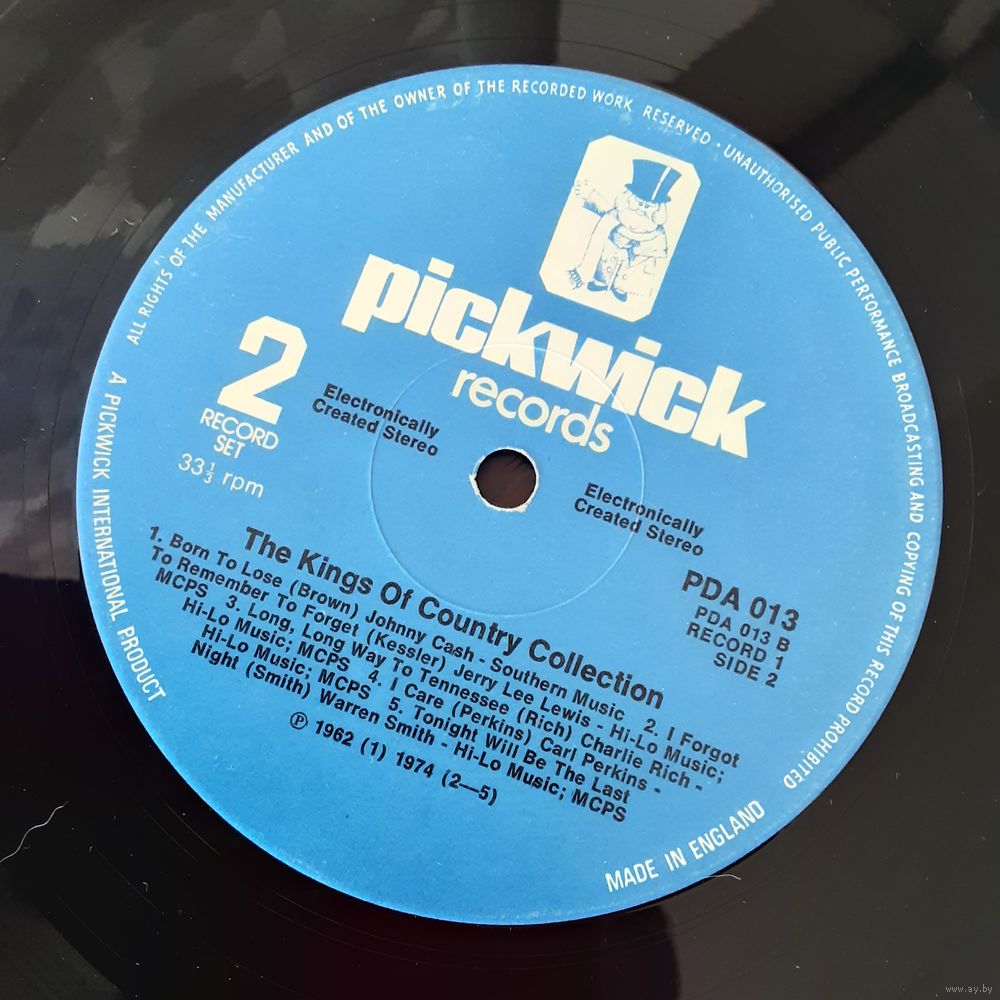 ALL RIGHTS OF THE MANUFACTURER AND OF THE OWNER OF THE RECORDED WORK RESERVED · UNAUTHORISED PUBLIC PERFORMANCE BROADCASTING AND COPYING OF THIS RECORD PROHIBITED
pickwick
records
2
RECORD
SET
33⅓ rpm
Electronically
Created Stereo
Electronically
Created Stereo
PDA 013
PDA 013 B
RECORD 1
SIDE 2
The Kings Of Country Collection
1. Born To Lose (Brown) Johnny Cash - Southern Music 2. I Forgot
To Remember To Forget (Kessler) Jerry Lee Lewis - Hi-Lo Music;
MCPS 3. Long, Long Way To Tennessee (Rich) Charlie Rich -
Hi-Lo Music; MCPS 4. I Care (Perkins) Carl Perkins -
Hi-Lo Music; MCPS 5. Tonight Will Be The Last
Night (Smith) Warren Smith - Hi-Lo Music; MCPS
℗ 1962 (1) 1974 (2—5)
A PICKWICK INTERNATIONAL PRODUCT
MADE IN ENGLAND
www.ay.by